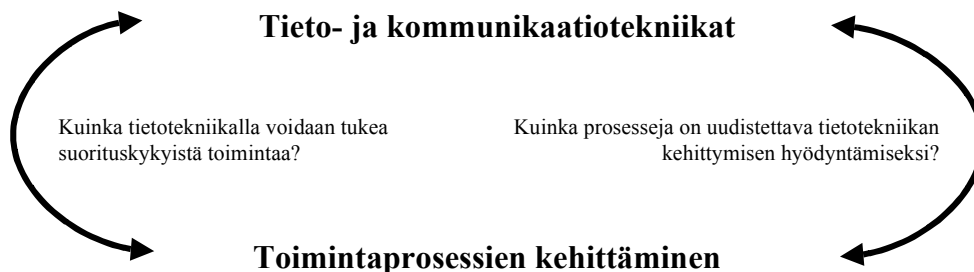 Tieto- ja kommunikaatiotekniikat
Kuinka tietotekniikalla voidaan tukea
suorituskykyistä toimintaa?
Kuinka prosesseja on uudistettava tietotekniikan
kehittymisen hyödyntämiseksi?
Toimintaprosessien kehittäminen